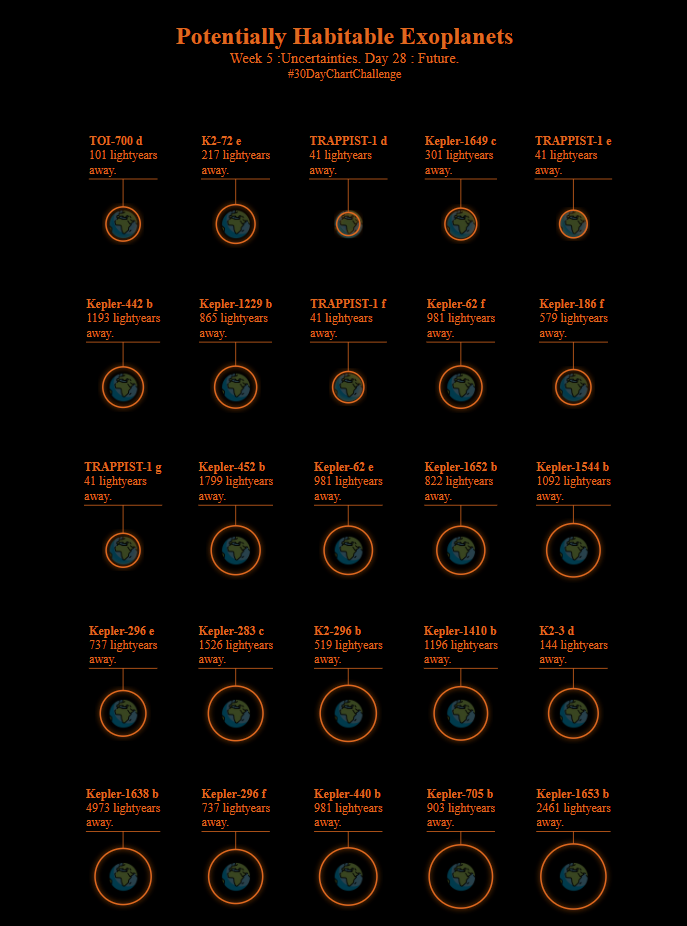 Potentially Habitable Exoplanets
Week 5 :Uncertainties. Day 28 : Future.
#30DayChartChallenge
TOI-700 d
101 lightyears
away.
K2-72 e
217 lightyears
away.
TRAPPIST-1 d
41 lightyears
away.
Kepler-1649 c
301 lightyears
away.
TRAPPIST-1 e
41 lightyears
away.
Kepler-442 b
1193 lightyears
away.
Kepler-1229 b
865 lightyears
away.
TRAPPIST-1 f
41 lightyears
away.
Kepler-62 f
981 lightyears
away.
Kepler-186 f
579 lightyears
away.
TRAPPIST-1 g
41 lightyears
away.
Kepler-452 b
1799 lightyears
away.
Kepler-62 e
981 lightyears
away.
Kepler-1652 b
822 lightyears
away.
Kepler-1544 b
1092 lightyears
away.
Kepler-296 e
737 lightyears
away.
Kepler-283 c
1526 lightyears
away.
K2-296 b
519 lightyears
away.
Kepler-1410 b
1196 lightyears
away.
K2-3 d
144 lightyears
away.
Kepler-1638 b
4973 lightyears
away.
Kepler-296 f
737 lightyears
away.
Kepler-440 b
981 lightyears
away.
Kepler-705 b
903 lightyears
away.
Kepler-1653 b
2461 lightyears
away.